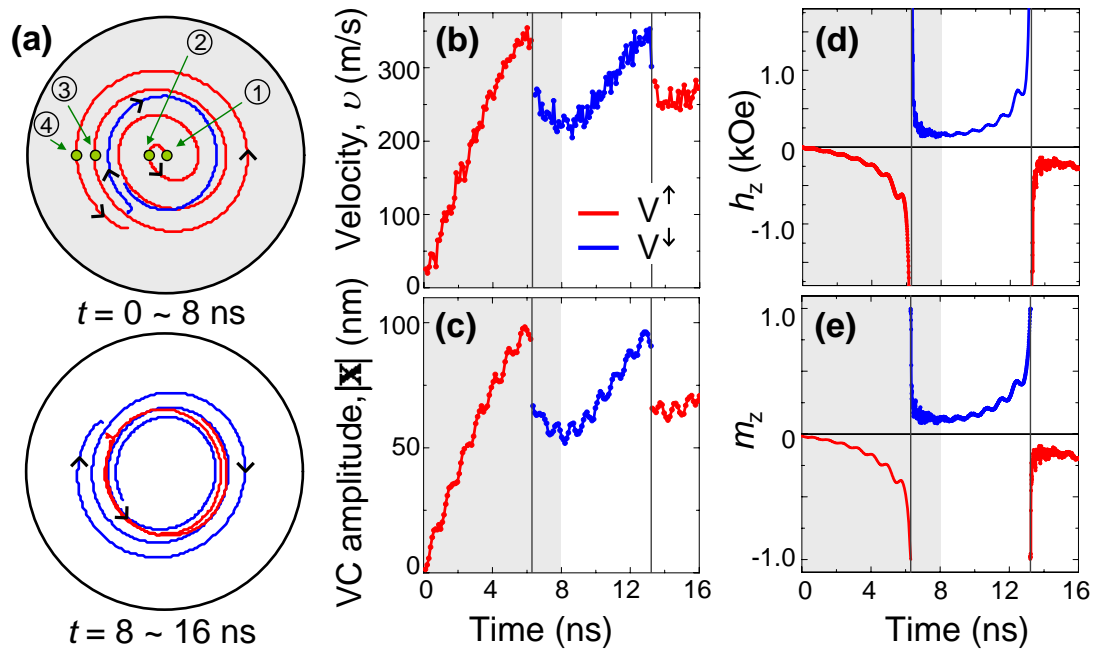 (a)
②
③
①
④
t = 0 ~ 8 ns
t = 8 ~ 16 ns
(b)
Velocity, υ (m/s)
300
200
100
0
V↑
V↓
(c)
VC amplitude,|x| (nm)
100
50
0
0 4 8 12 16
Time (ns)
(d)
h_z (kOe)
1.0
0
-1.0
(e)
m_z
1.0
0
-1.0
0 4 8 12 16
Time (ns)